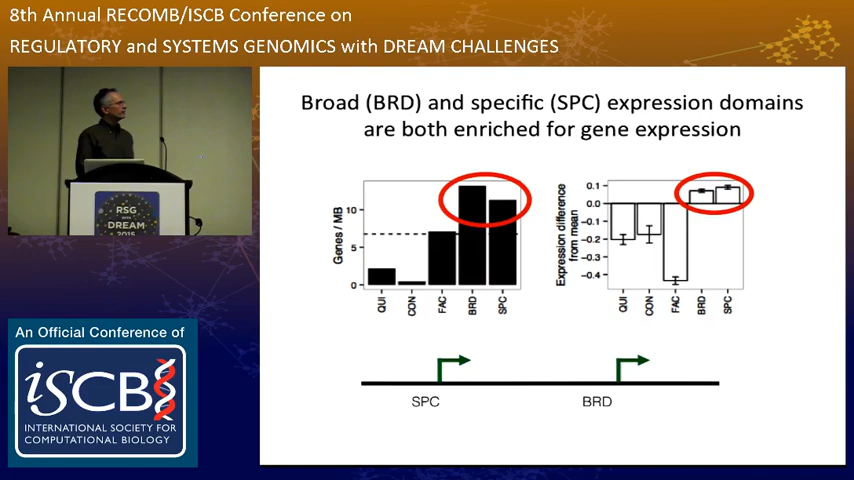 8th Annual RECOMB/ISCB Conference on
REGULATORY and SYSTEMS GENOMICS with DREAM CHALLENGES
RSG
with
DREAM
2015
An Official Conference of
iSCB
INTERNATIONAL SOCIETY FOR
COMPUTATIONAL BIOLOGY
Broad (BRD) and specific (SPC) expression domains
are both enriched for gene expression
Genes / MB
10
5
0
QUI
CON
FAC
BRD
SPC
Expression difference
from mean
0.1
0.0
−0.1
−0.2
−0.3
−0.4
QUI
CON
FAC
BRD
SPC
SPC
BRD